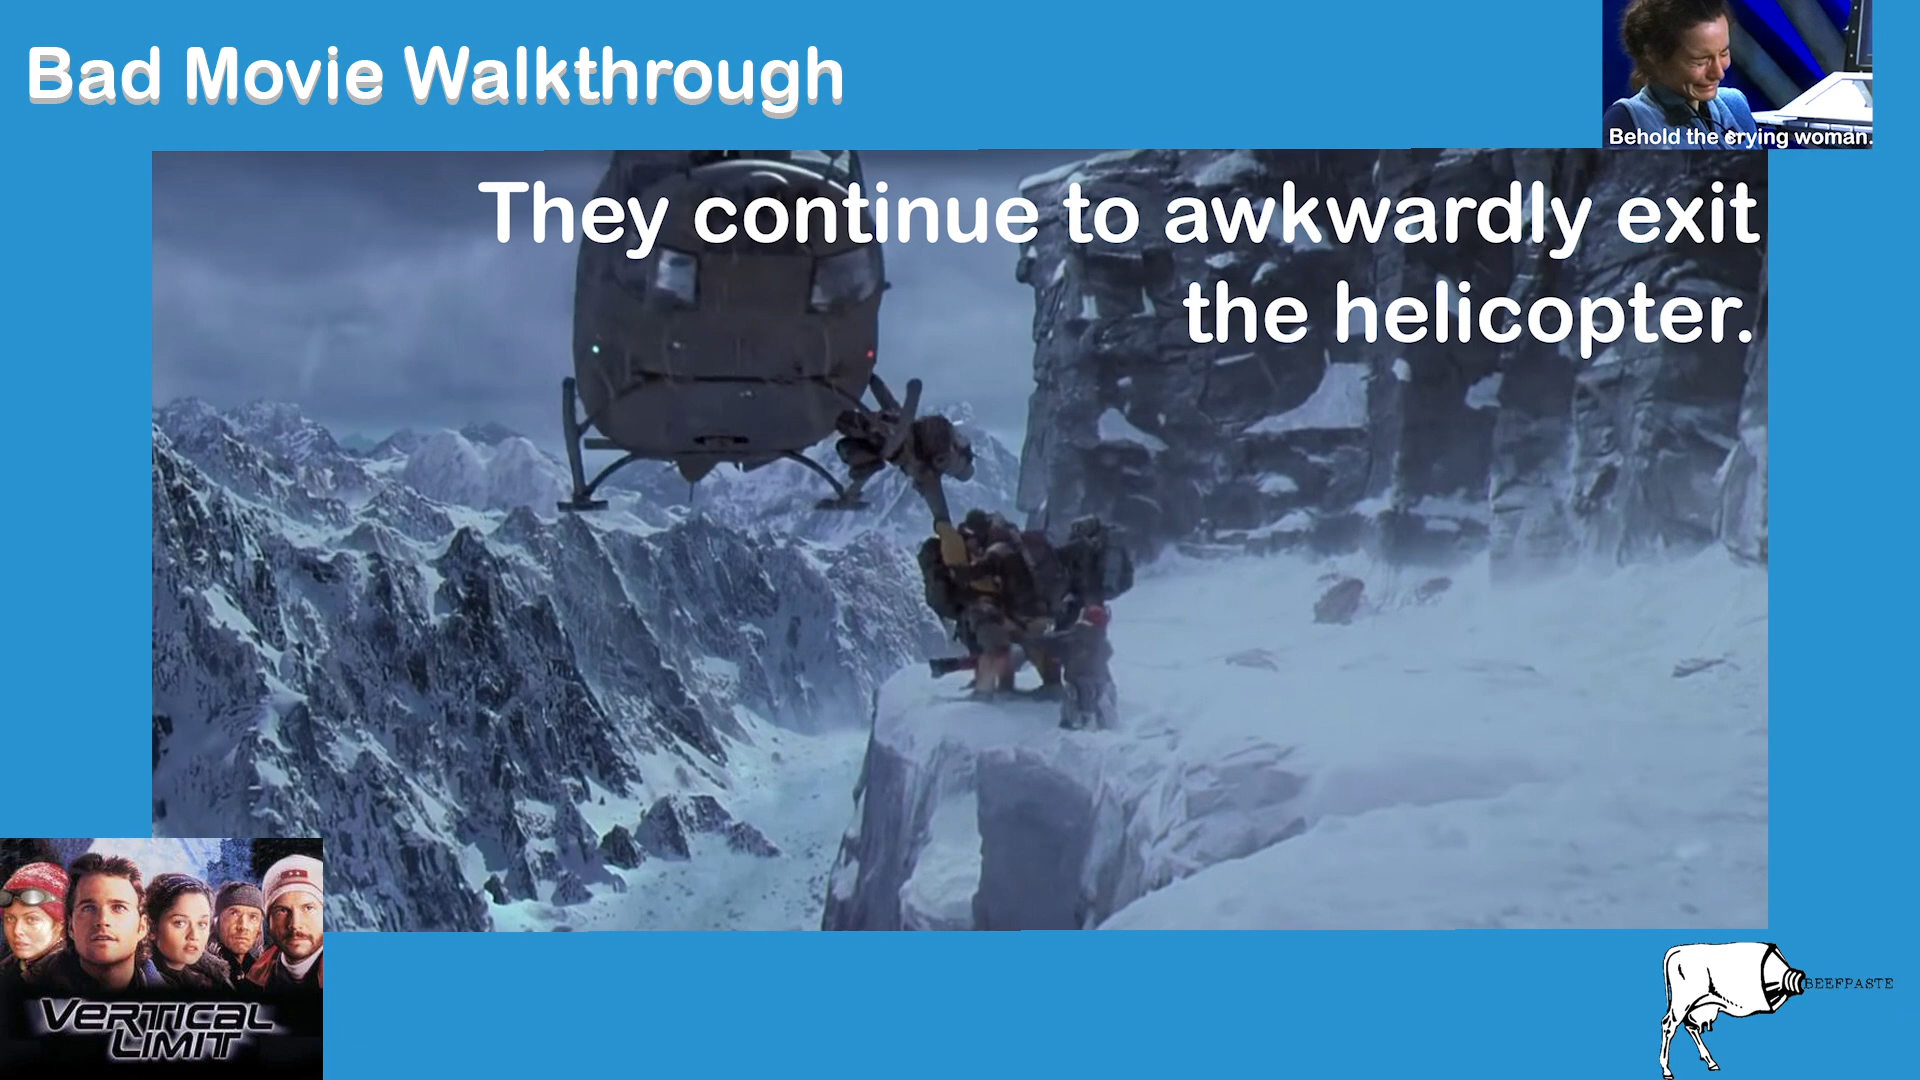 Bad Movie Walkthrough
Behold the crying woman.
They continue to awkwardly exit
the helicopter.
VERTICAL
LIMIT
BEEFPASTE